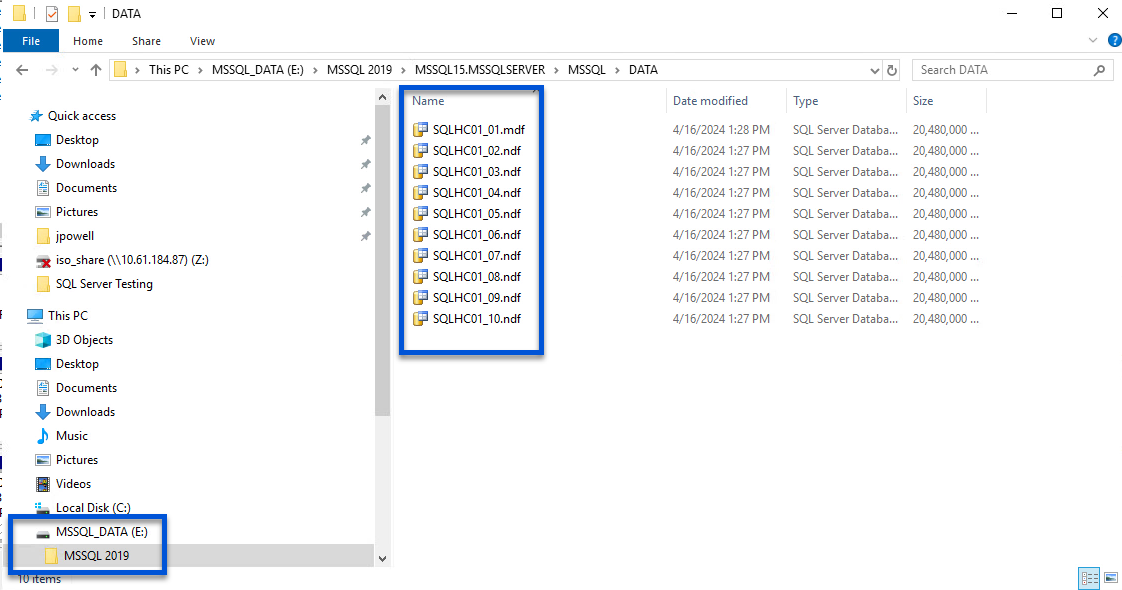 DATA
File Home Share View
This PC MSSQL_DATA (E:) MSSQL 2019 MSSQL15.MSSQLSERVER MSSQL DATA Search DATA
Quick access
Desktop
Downloads
Documents
Pictures
jpowell
iso_share (\\10.61.184.87) (Z:)
SQL Server Testing
This PC
3D Objects
Desktop
Documents
Downloads
Music
Pictures
Videos
Local Disk (C:)
MSSQL_DATA (E:)
MSSQL 2019
10 items
Name Date modified Type Size
SQLHC01_01.mdf 4/16/2024 1:28 PM SQL Server Databa... 20,480,000 ...
SQLHC01_02.ndf 4/16/2024 1:27 PM SQL Server Databa... 20,480,000 ...
SQLHC01_03.ndf 4/16/2024 1:27 PM SQL Server Databa... 20,480,000 ...
SQLHC01_04.ndf 4/16/2024 1:27 PM SQL Server Databa... 20,480,000 ...
SQLHC01_05.ndf 4/16/2024 1:27 PM SQL Server Databa... 20,480,000 ...
SQLHC01_06.ndf 4/16/2024 1:27 PM SQL Server Databa... 20,480,000 ...
SQLHC01_07.ndf 4/16/2024 1:27 PM SQL Server Databa... 20,480,000 ...
SQLHC01_08.ndf 4/16/2024 1:27 PM SQL Server Databa... 20,480,000 ...
SQLHC01_09.ndf 4/16/2024 1:27 PM SQL Server Databa... 20,480,000 ...
SQLHC01_10.ndf 4/16/2024 1:27 PM SQL Server Databa... 20,480,000 ...